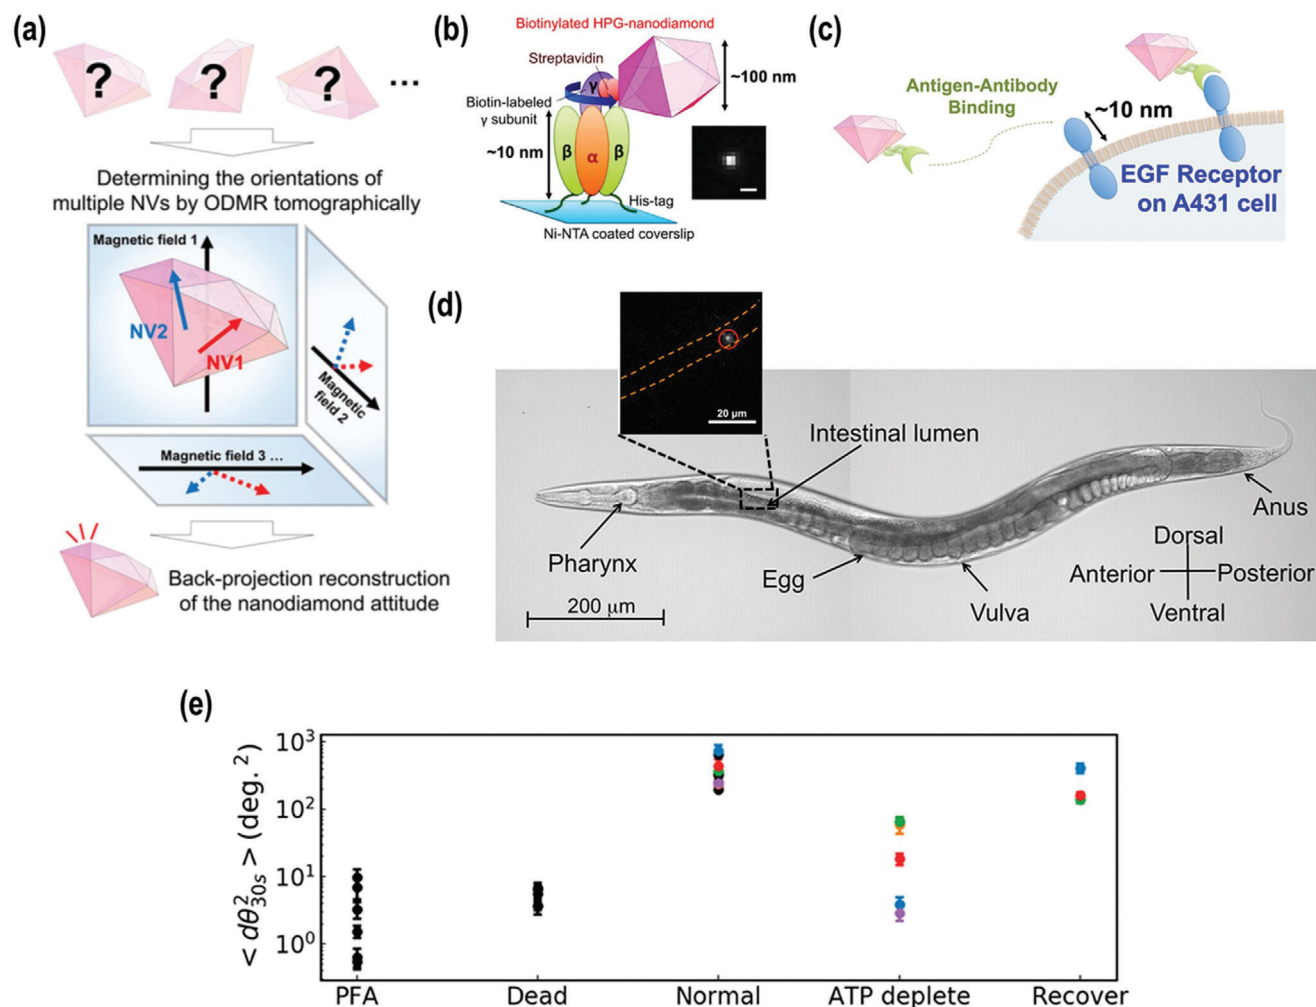 (a)
? ? ? ...
Determining the orientations of
multiple NVs by ODMR tomographically
Magnetic field 1
NV2
NV1
Magnetic
field 2
Magnetic field 3 ...
Back-projection reconstruction
of the nanodiamond attitude
(b)
Biotinylated HPG-nanodiamond
Streptavidin
γ
~100 nm
Biotin-labeled
γ subunit
~10 nm
β α β
His-tag
Ni-NTA coated coverslip
(c)
Antigen-Antibody
Binding
~10 nm
EGF Receptor
on A431 cell
(d)
20 μm
Intestinal lumen
Pharynx
Egg
Vulva
Anus
Dorsal
Anterior
Posterior
Ventral
200 μm
(e)
< dθ²₃₀ₛ > (deg. ²)
10³
10²
10¹
10⁰
PFA
Dead
Normal
ATP deplete
Recover